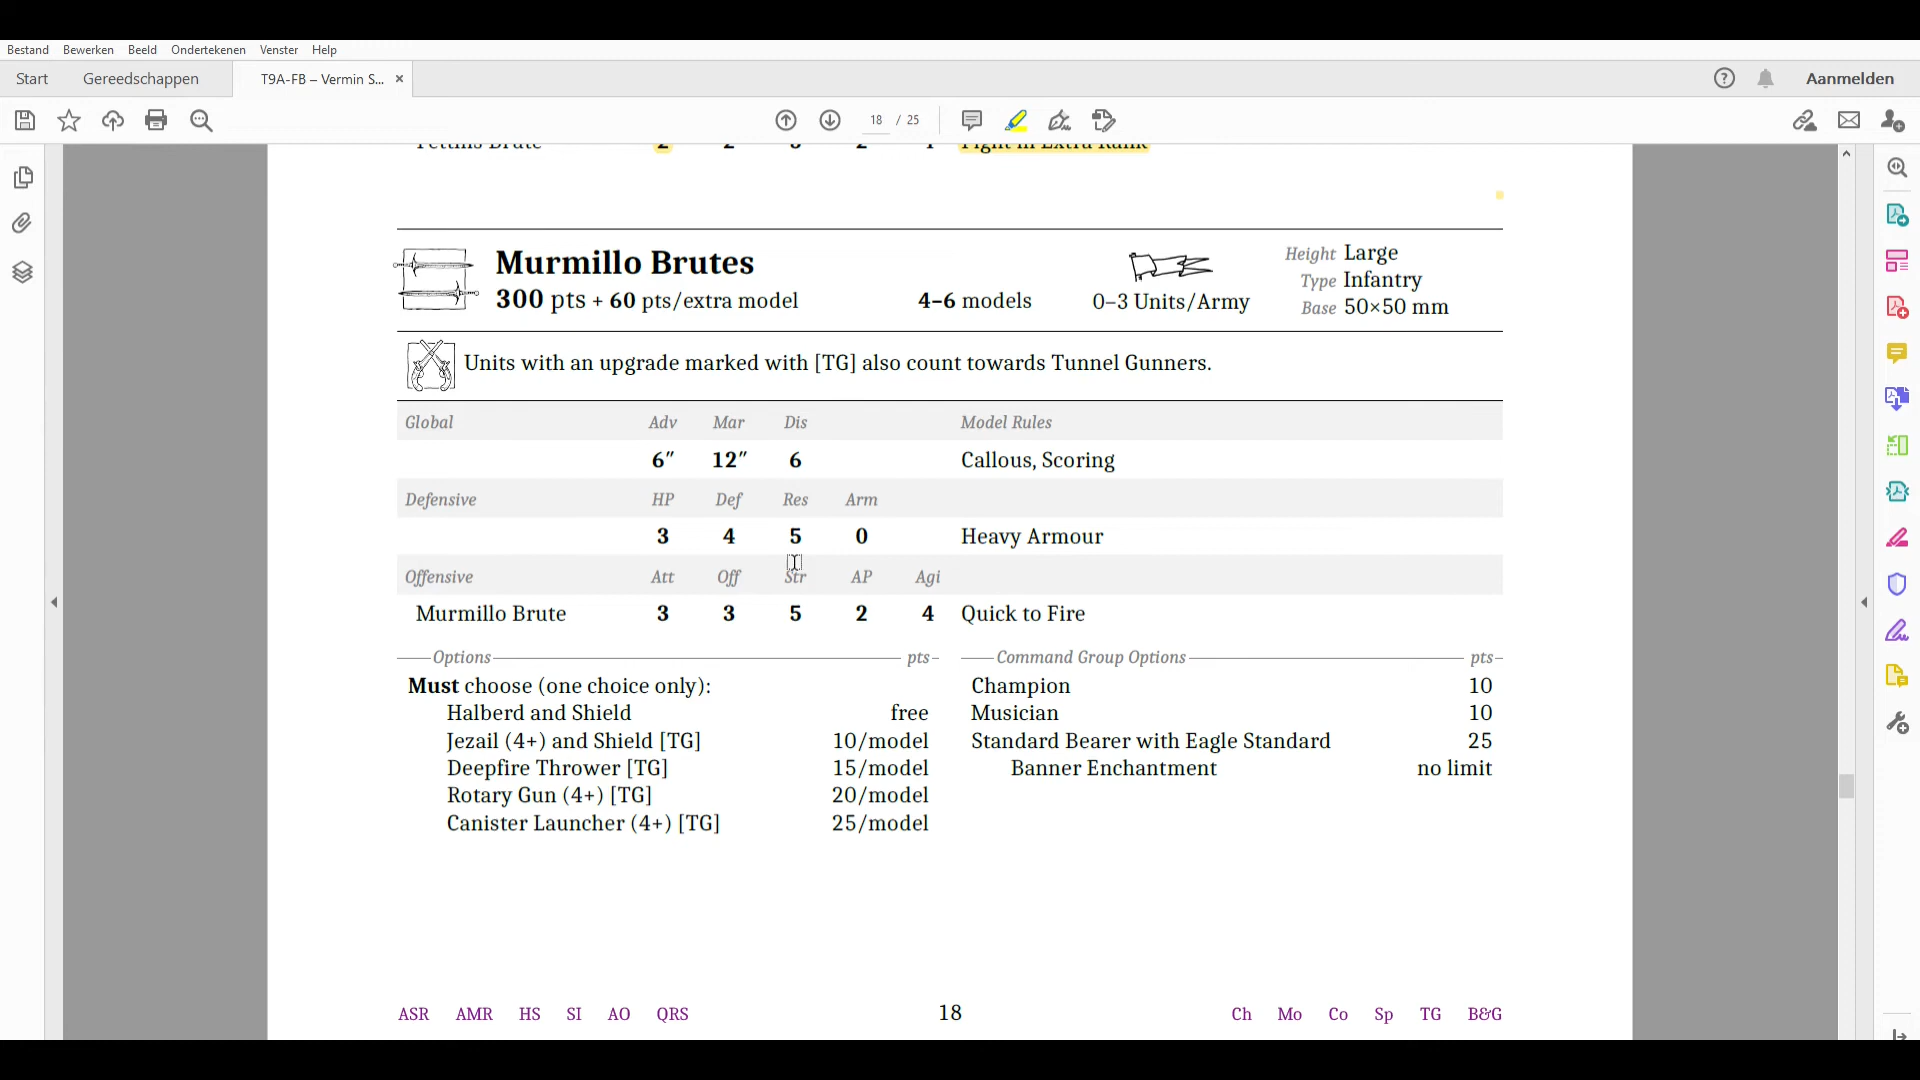 Bestand Bewerken Beeld Ondertekenen Venster Help
Start Gereedschappen T9A-FB – Vermin S... × Aanmelden
18 / 25
Murmillo Brutes
300 pts + 60 pts/extra model 4–6 models 0–3 Units/Army
Height Large
Type Infantry
Base 50×50 mm
Units with an upgrade marked with [TG] also count towards Tunnel Gunners.
Global Adv Mar Dis Model Rules
6″ 12″ 6 Callous, Scoring
Defensive HP Def Res Arm
3 4 5 0 Heavy Armour
Offensive Att Off Str AP Agi
Murmillo Brute 3 3 5 2 4 Quick to Fire
Options pts
Must choose (one choice only):
Halberd and Shield free
Jezail (4+) and Shield [TG] 10/model
Deepfire Thrower [TG] 15/model
Rotary Gun (4+) [TG] 20/model
Canister Launcher (4+) [TG] 25/model
Command Group Options pts
Champion 10
Musician 10
Standard Bearer with Eagle Standard 25
Banner Enchantment no limit
ASR AMR HS SI AO QRS 18 Ch Mo Co Sp TG B&G